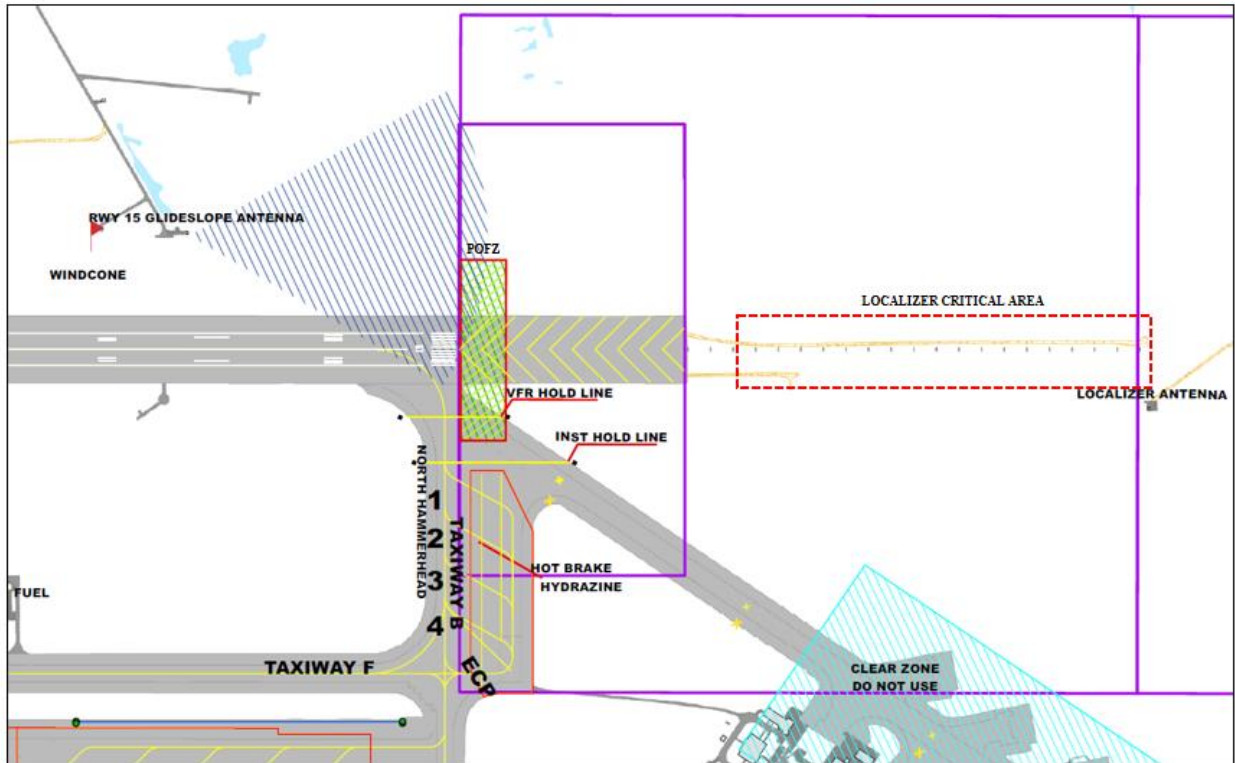 RWY 15 GLIDESLOPE ANTENNA
WINDCONE
POFZ
LOCALIZER CRITICAL AREA
LOCALIZER ANTENNA
VFR HOLD LINE
INST HOLD LINE
NORTH HAMMERHEAD
1
2
3
4
TAXIWAY B
HOT BRAKE
HYDRAZINE
FUEL
TAXIWAY F
ECP
CLEAR ZONE
DO NOT USE